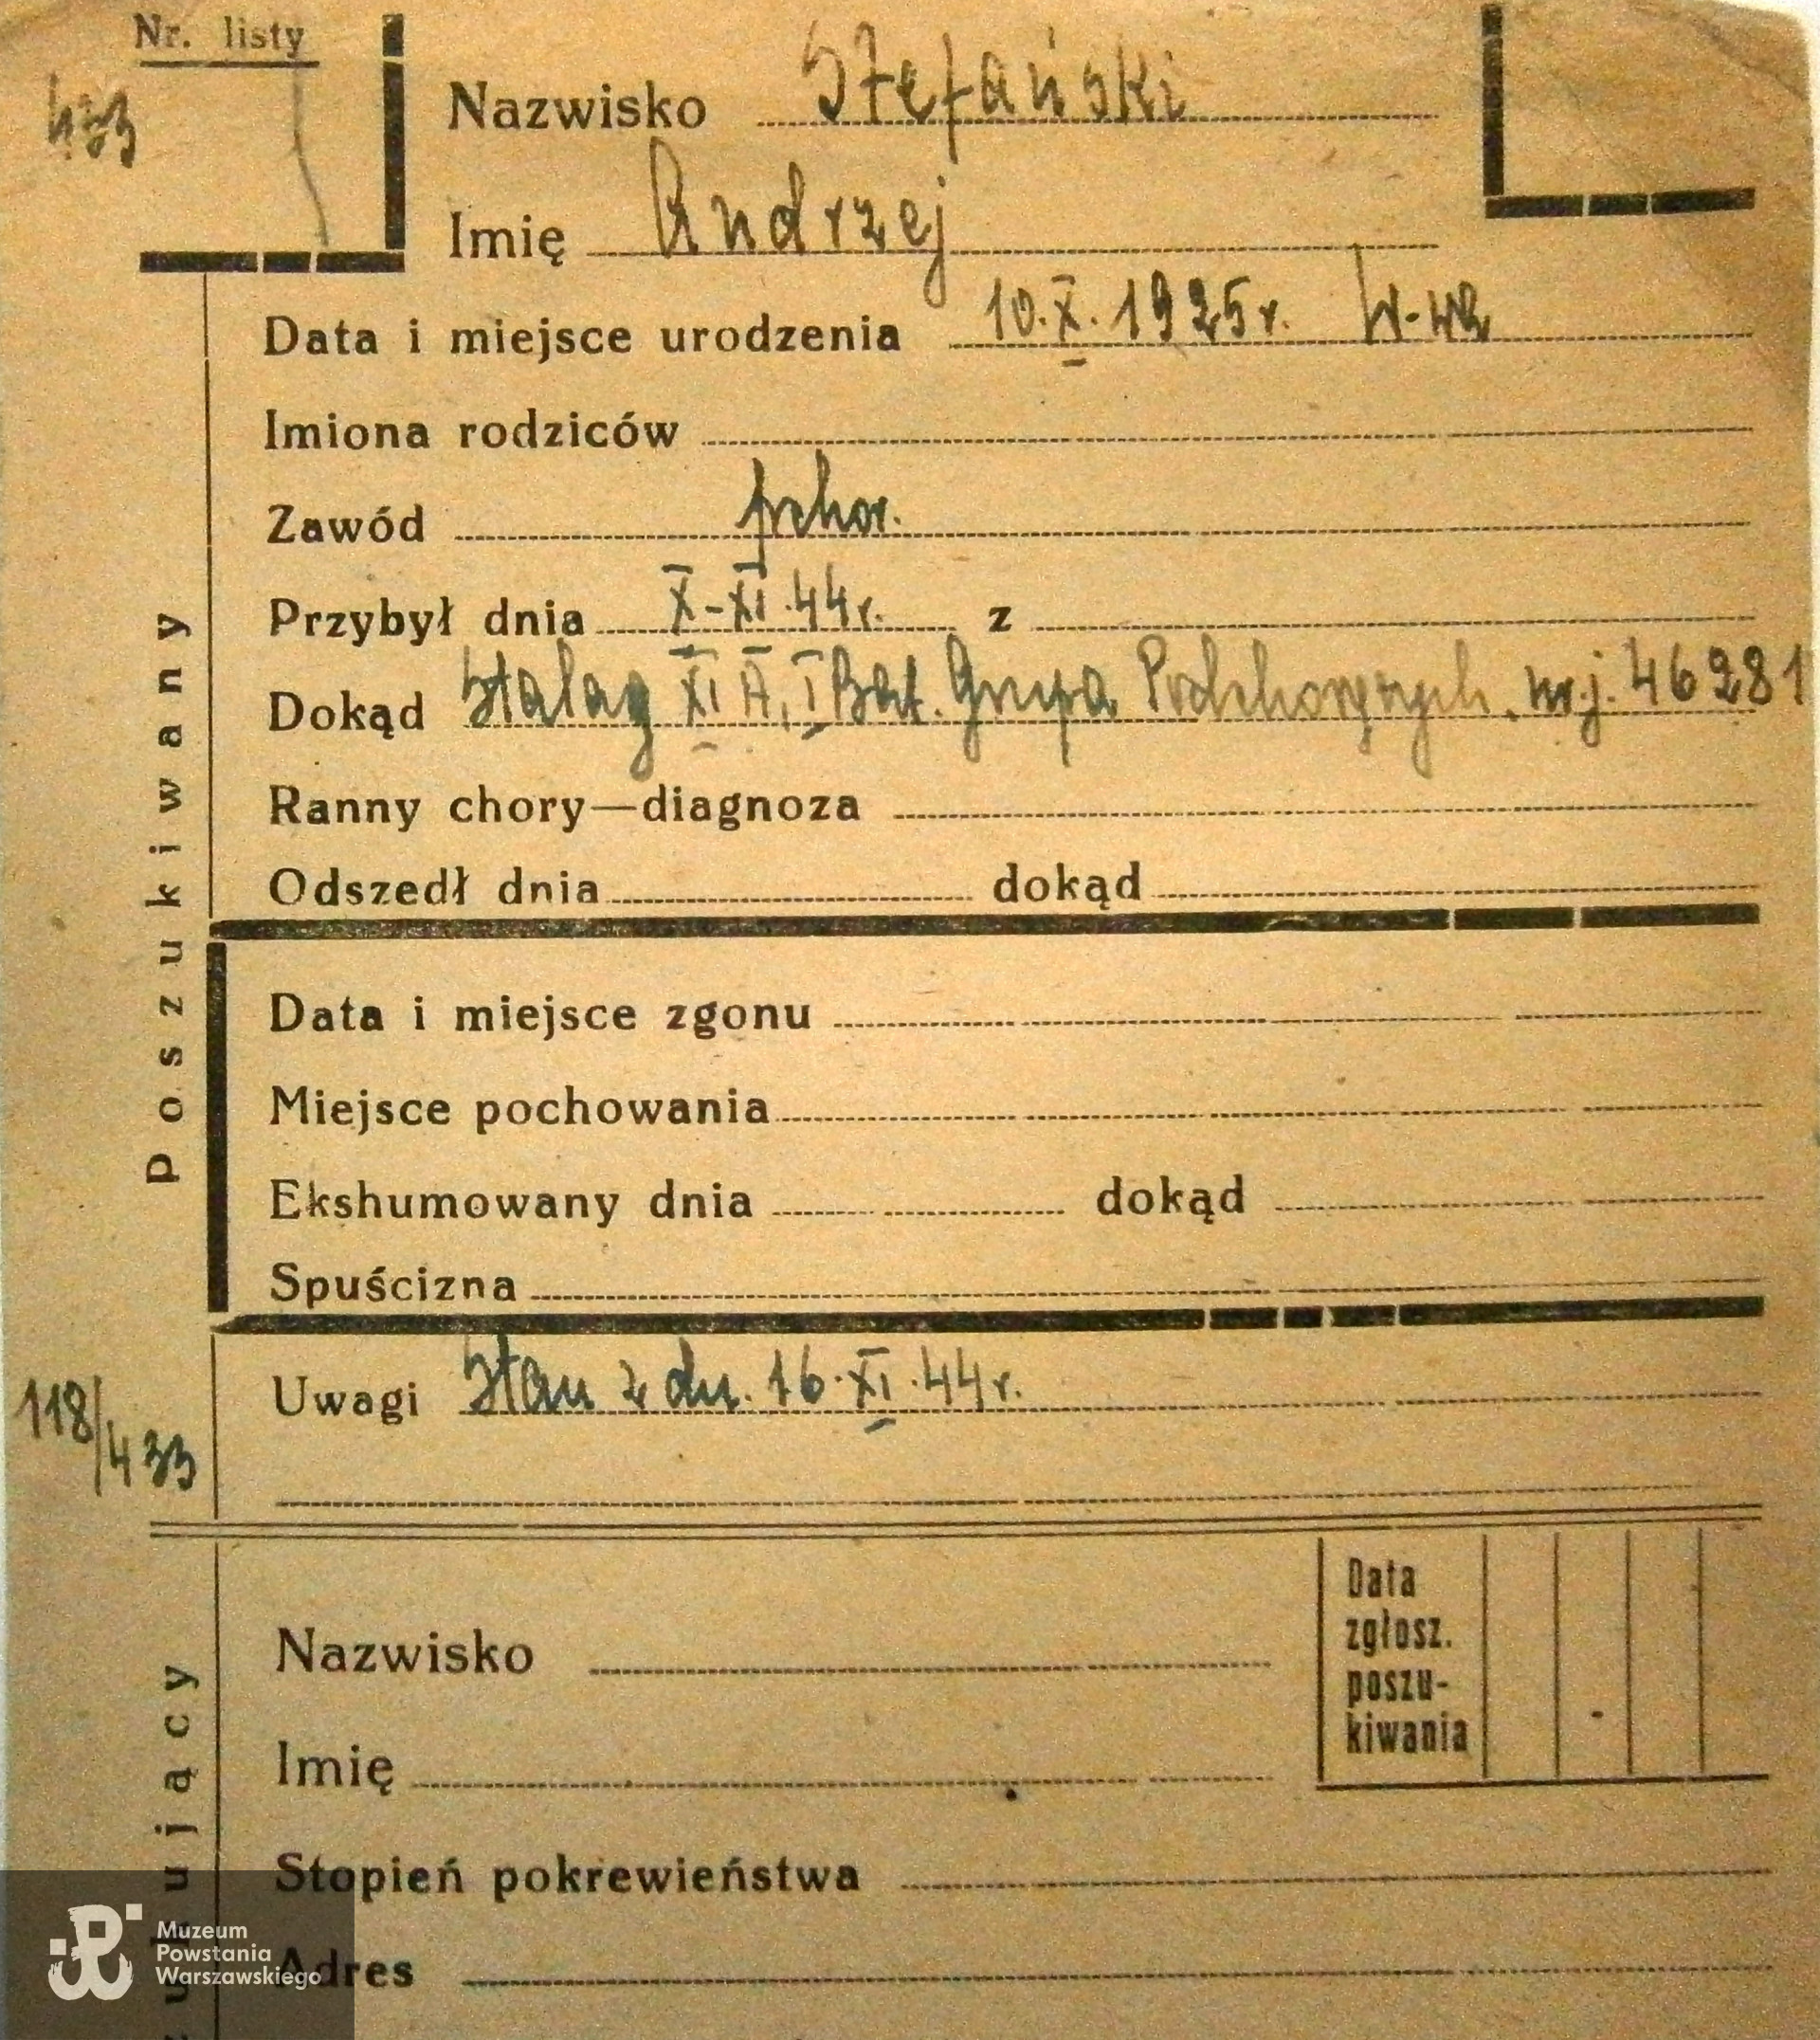 Nr. listy
433
Nazwisko Stefański
Imię Andrzej
Data i miejsce urodzenia 10.X.1925r. W-wa
Imiona rodziców
Zawód pchor.
Przybył dnia X-XI.44r. z
Dokąd Stalag XI A, I Bat. Grupa Podchorążych, nr.j. 46281
Ranny chory—diagnoza
Odszedł dnia dokąd
Poszukiwany
Data i miejsce zgonu
Miejsce pochowania
Ekshumowany dnia dokąd
Spuścizna
118/433
Uwagi Stan z dn. 16.XI.44r.
Nazwisko
Imię
Data
zgłosz.
poszu-
kiwania
Stopień pokrewieństwa
Adres
Muzeum
Powstania
Warszawskiego